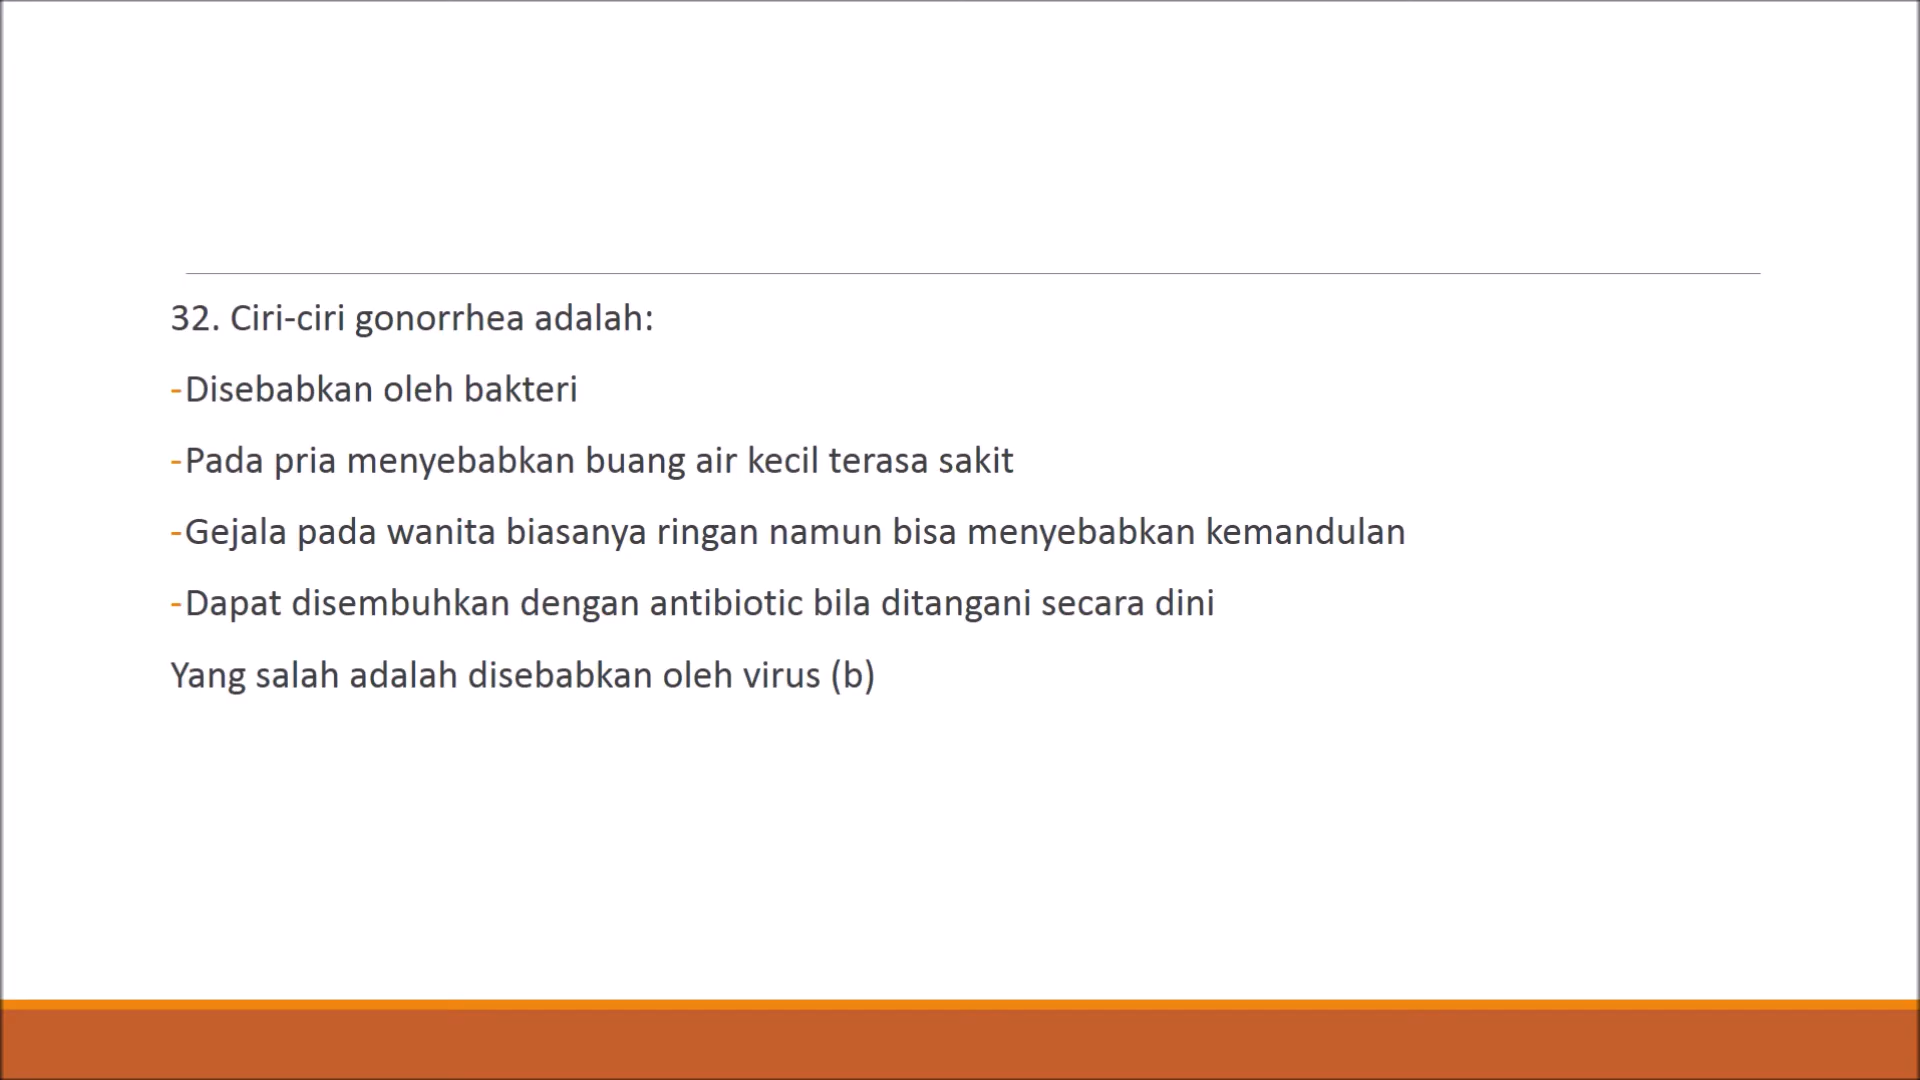 32. Ciri-ciri gonorrhea adalah:
-Disebabkan oleh bakteri
-Pada pria menyebabkan buang air kecil terasa sakit
-Gejala pada wanita biasanya ringan namun bisa menyebabkan kemandulan
-Dapat disembuhkan dengan antibiotic bila ditangani secara dini
Yang salah adalah disebabkan oleh virus (b)